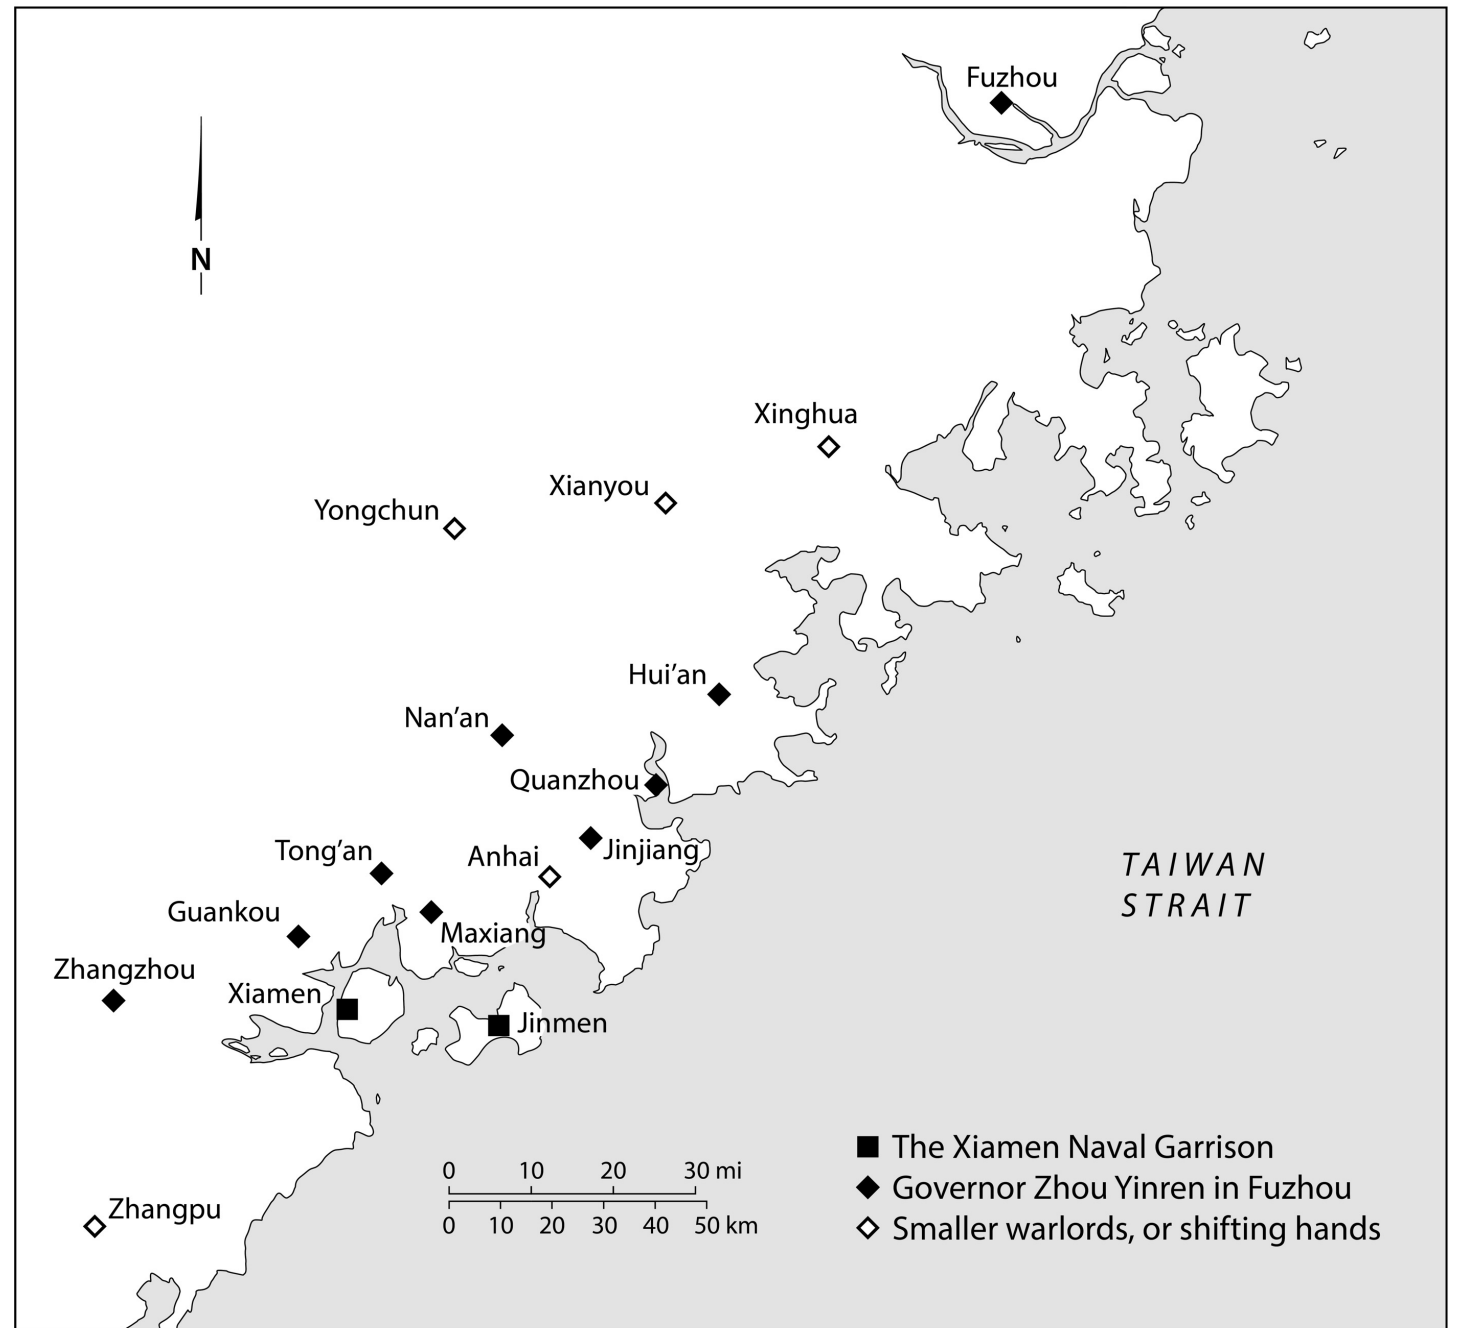 Fuzhou
N
Xinghua
Xianyou
Yongchun
Hui’an
Nan’an
Quanzhou
Tong’an
Anhai
Jinjiang
TAIWAN
STRAIT
Guankou
Maxiang
Zhangzhou
Xiamen
Jinmen
The Xiamen Naval Garrison
0 10 20 30 mi
Governor Zhou Yinren in Fuzhou
Zhangpu
0 10 20 30 40 50 km
Smaller warlords, or shifting hands